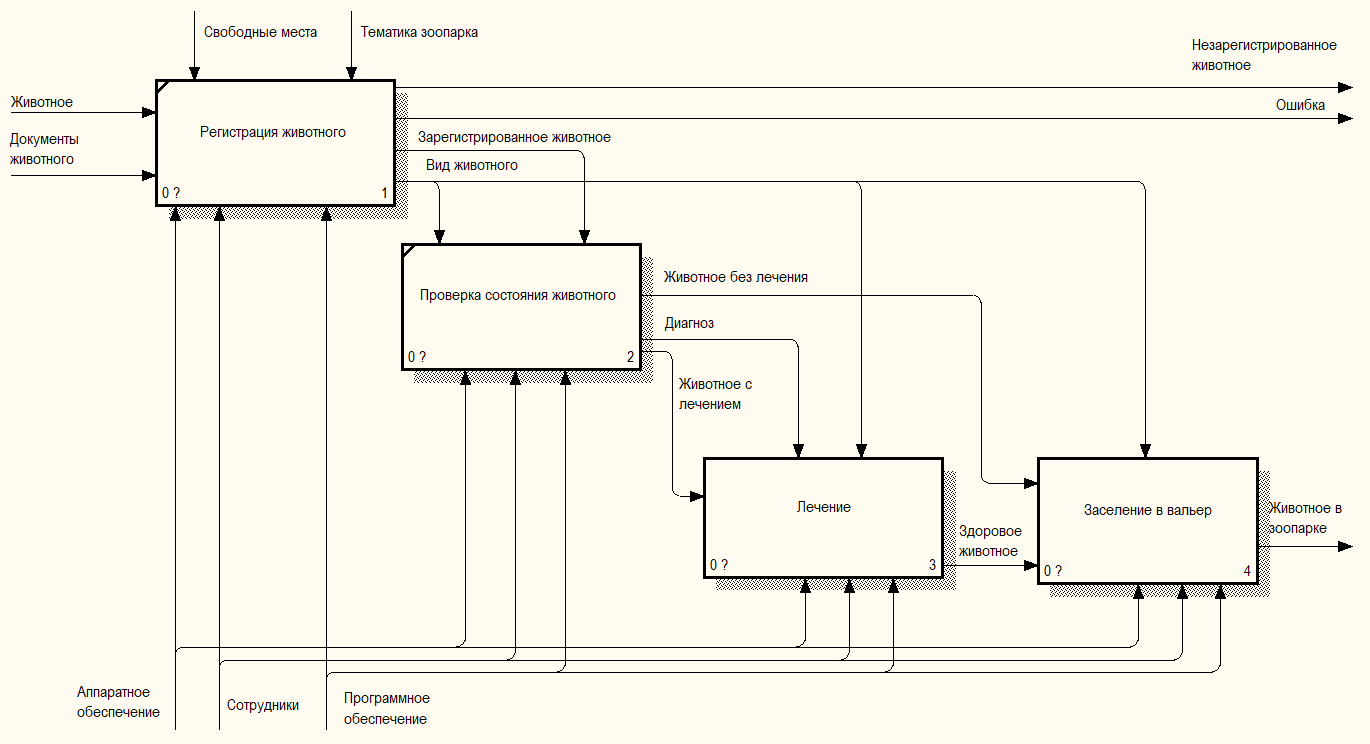 Свободные места
Тематика зоопарка
Незарегистрированное
животное
Животное
Ошибка
Документы
животного
Регистрация животного
0 ?
1
Зарегистрированное животное
Вид животного
Проверка состояния животного
0 ?
2
Животное без лечения
Диагноз
Животное с
лечением
Лечение
0 ?
3
Здоровое
животное
Заселение в вальер
0 ?
4
Животное в
зоопарке
Аппаратное
обеспечение
Сотрудники
Программное
обеспечение